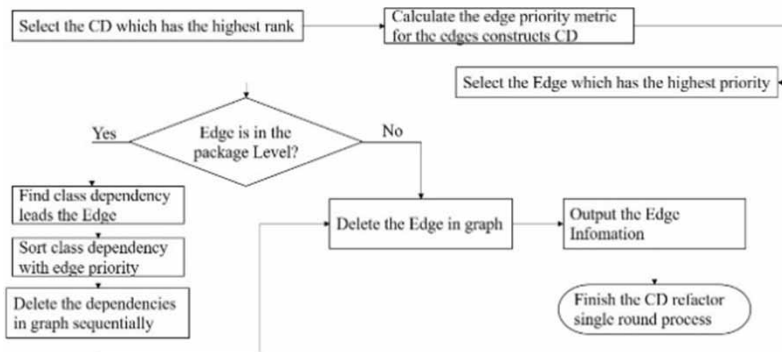 Select the CD which has the highest rank
Calculate the edge priority metric
for the edges constructs CD
Select the Edge which has the highest priority
Yes
Edge is in the
package Level?
No
Find class dependency
leads the Edge
Sort class dependency
with edge priority
Delete the dependencies
in graph sequentially
Delete the Edge in graph
Output the Edge
Infomation
Finish the CD refactor
single round process